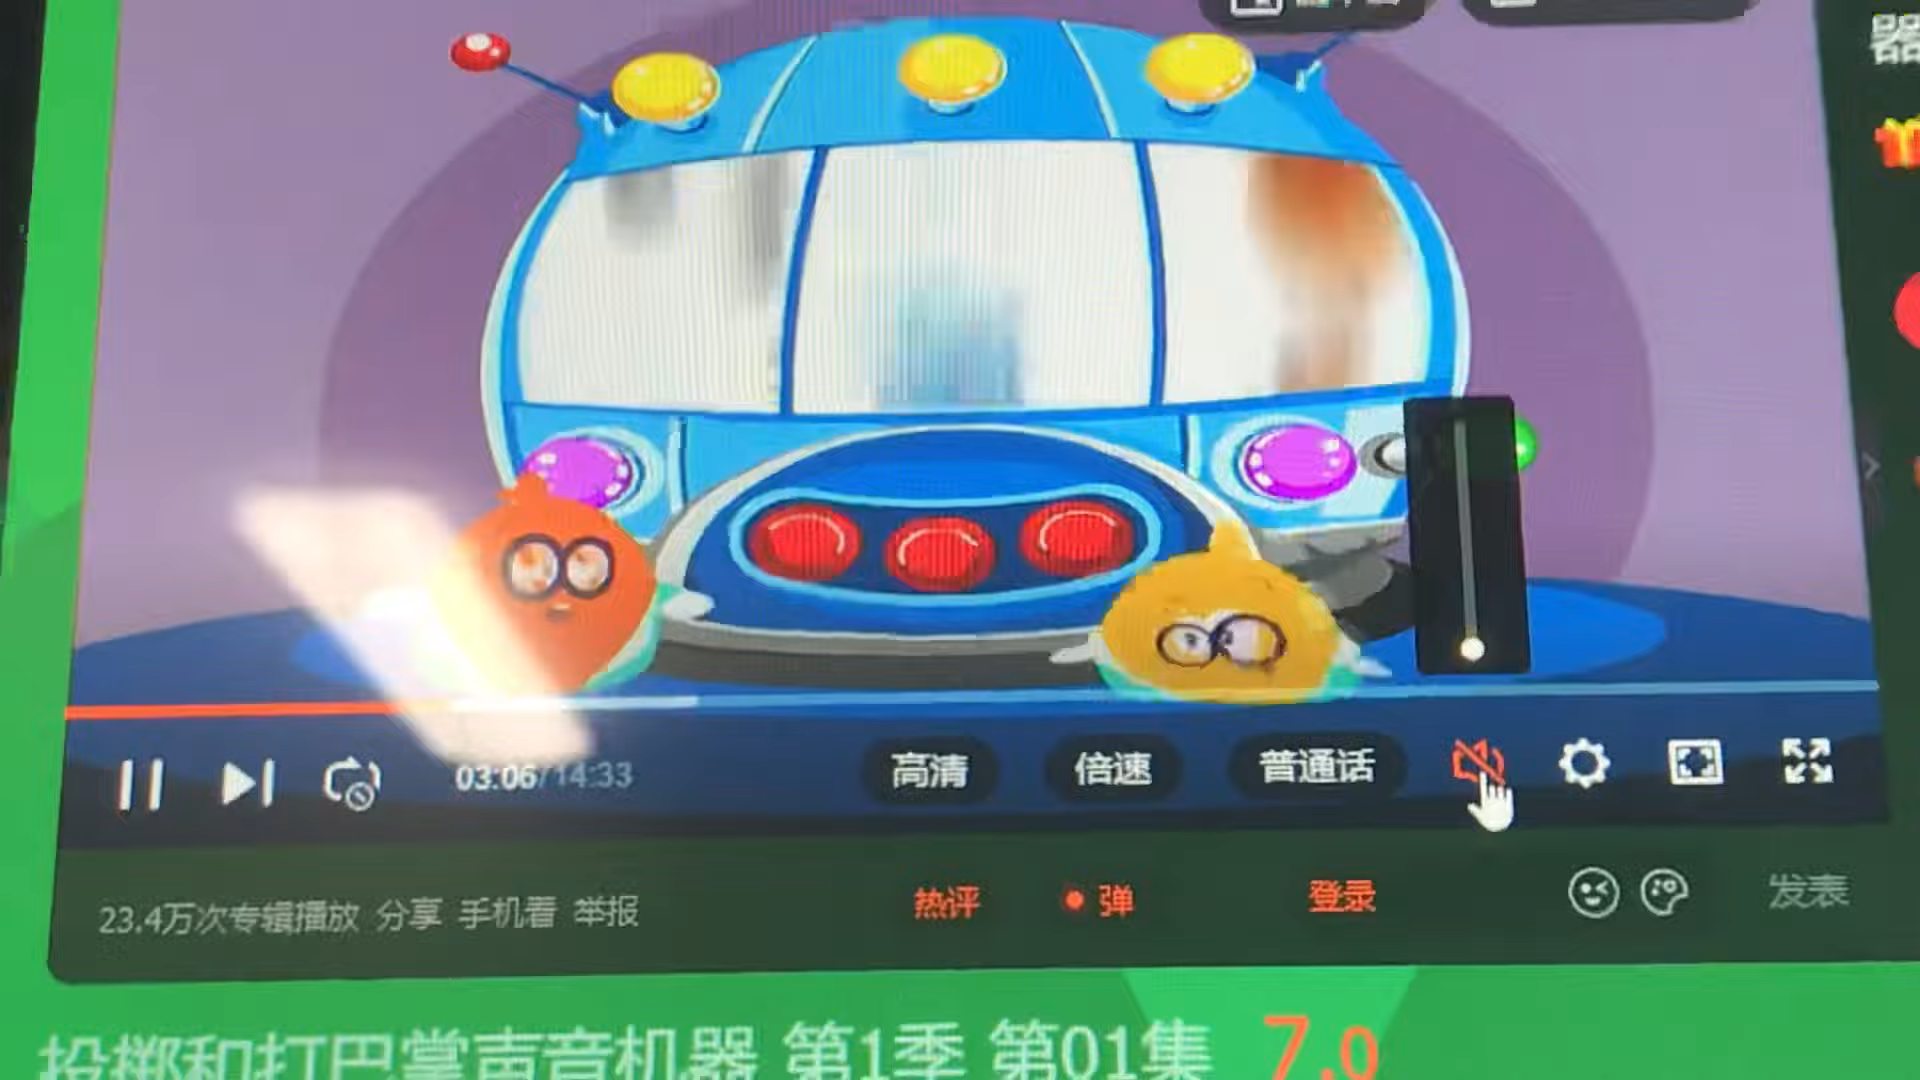 器
03:06/14:33
高清
倍速
普通话
23.4万次专辑播放 分享 手机看 举报
热评
弹
登录
发表
投掷和打巴掌声音机器 第1季 第01集 7.0